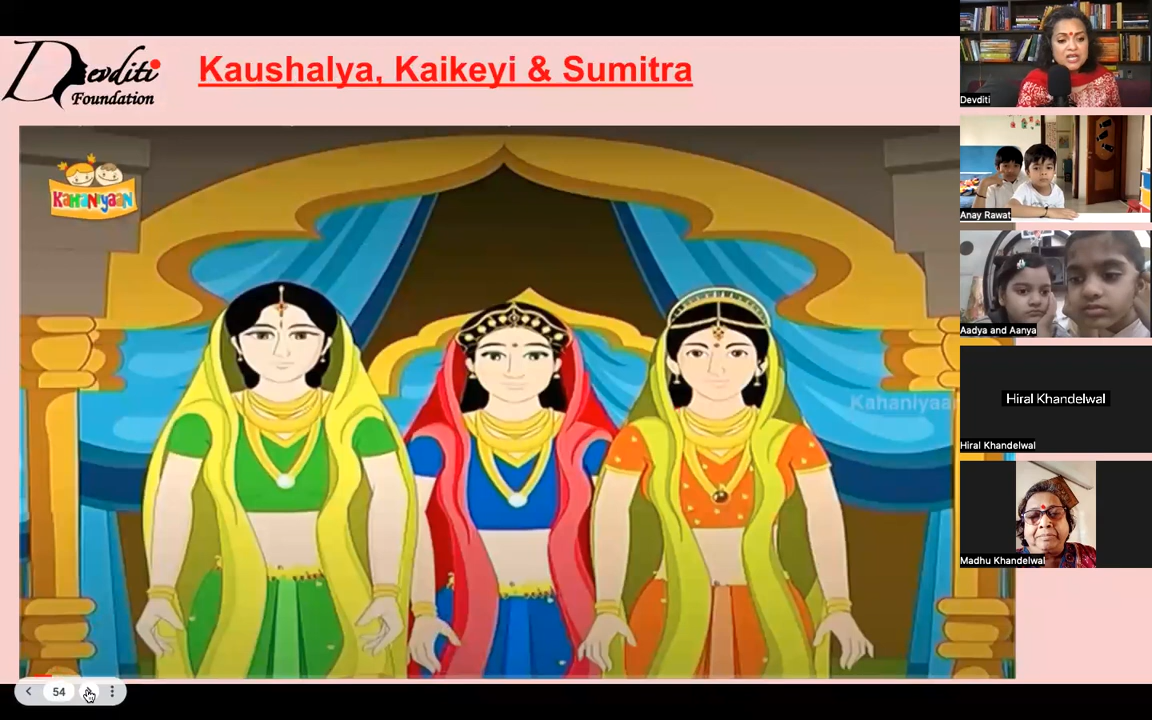 Devditi
Foundation
Kaushalya, Kaikeyi & Sumitra
KAHANIYAAN
Kahaniyaan
54
Devditi
Anay Rawat
Aadya and Aanya
Hiral Khandelwal
Hiral Khandelwal
Madhu Khandelwal